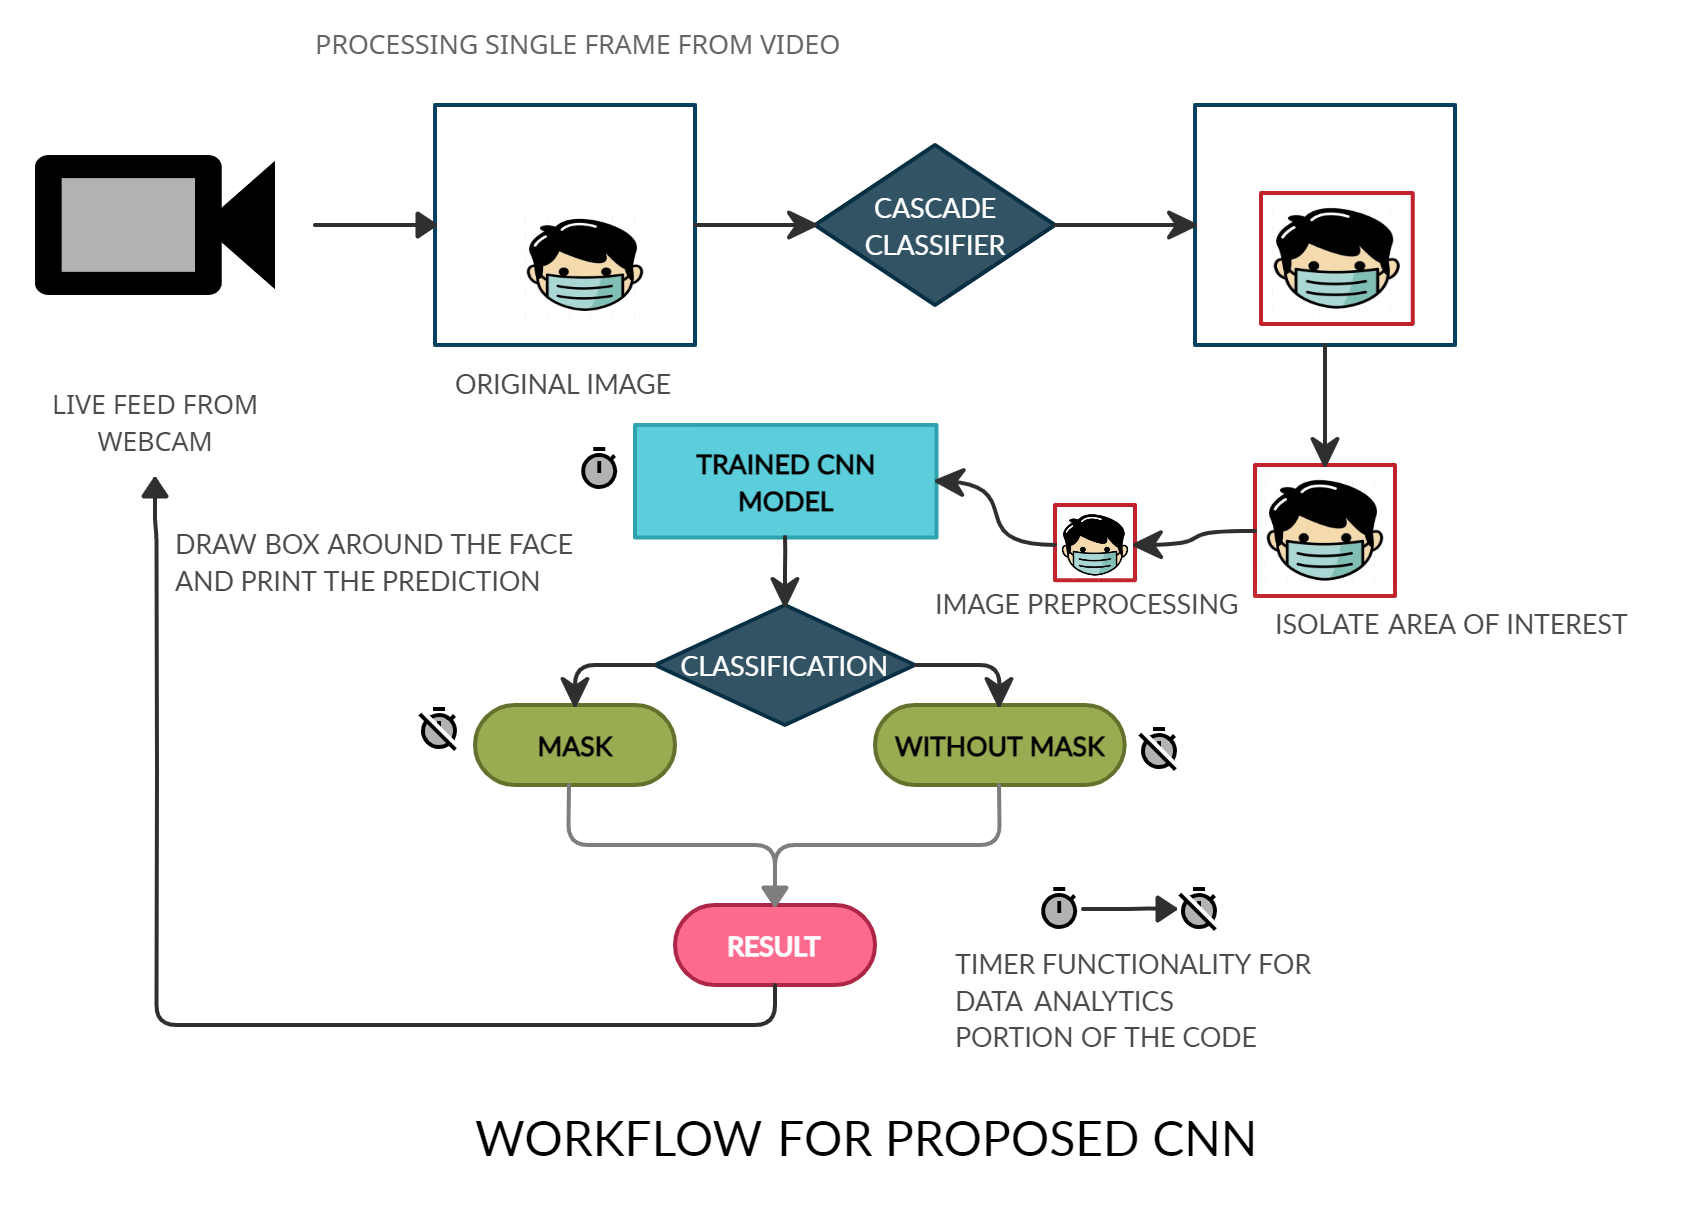 PROCESSING SINGLE FRAME FROM VIDEO
CASCADE
CLASSIFIER
ORIGINAL IMAGE
LIVE FEED FROM
WEBCAM
TRAINED CNN
MODEL
DRAW BOX AROUND THE FACE
AND PRINT THE PREDICTION
IMAGE PREPROCESSING
ISOLATE AREA OF INTEREST
CLASSIFICATION
MASK
WITHOUT MASK
RESULT
TIMER FUNCTIONALITY FOR
DATA ANALYTICS
PORTION OF THE CODE
WORKFLOW FOR PROPOSED CNN